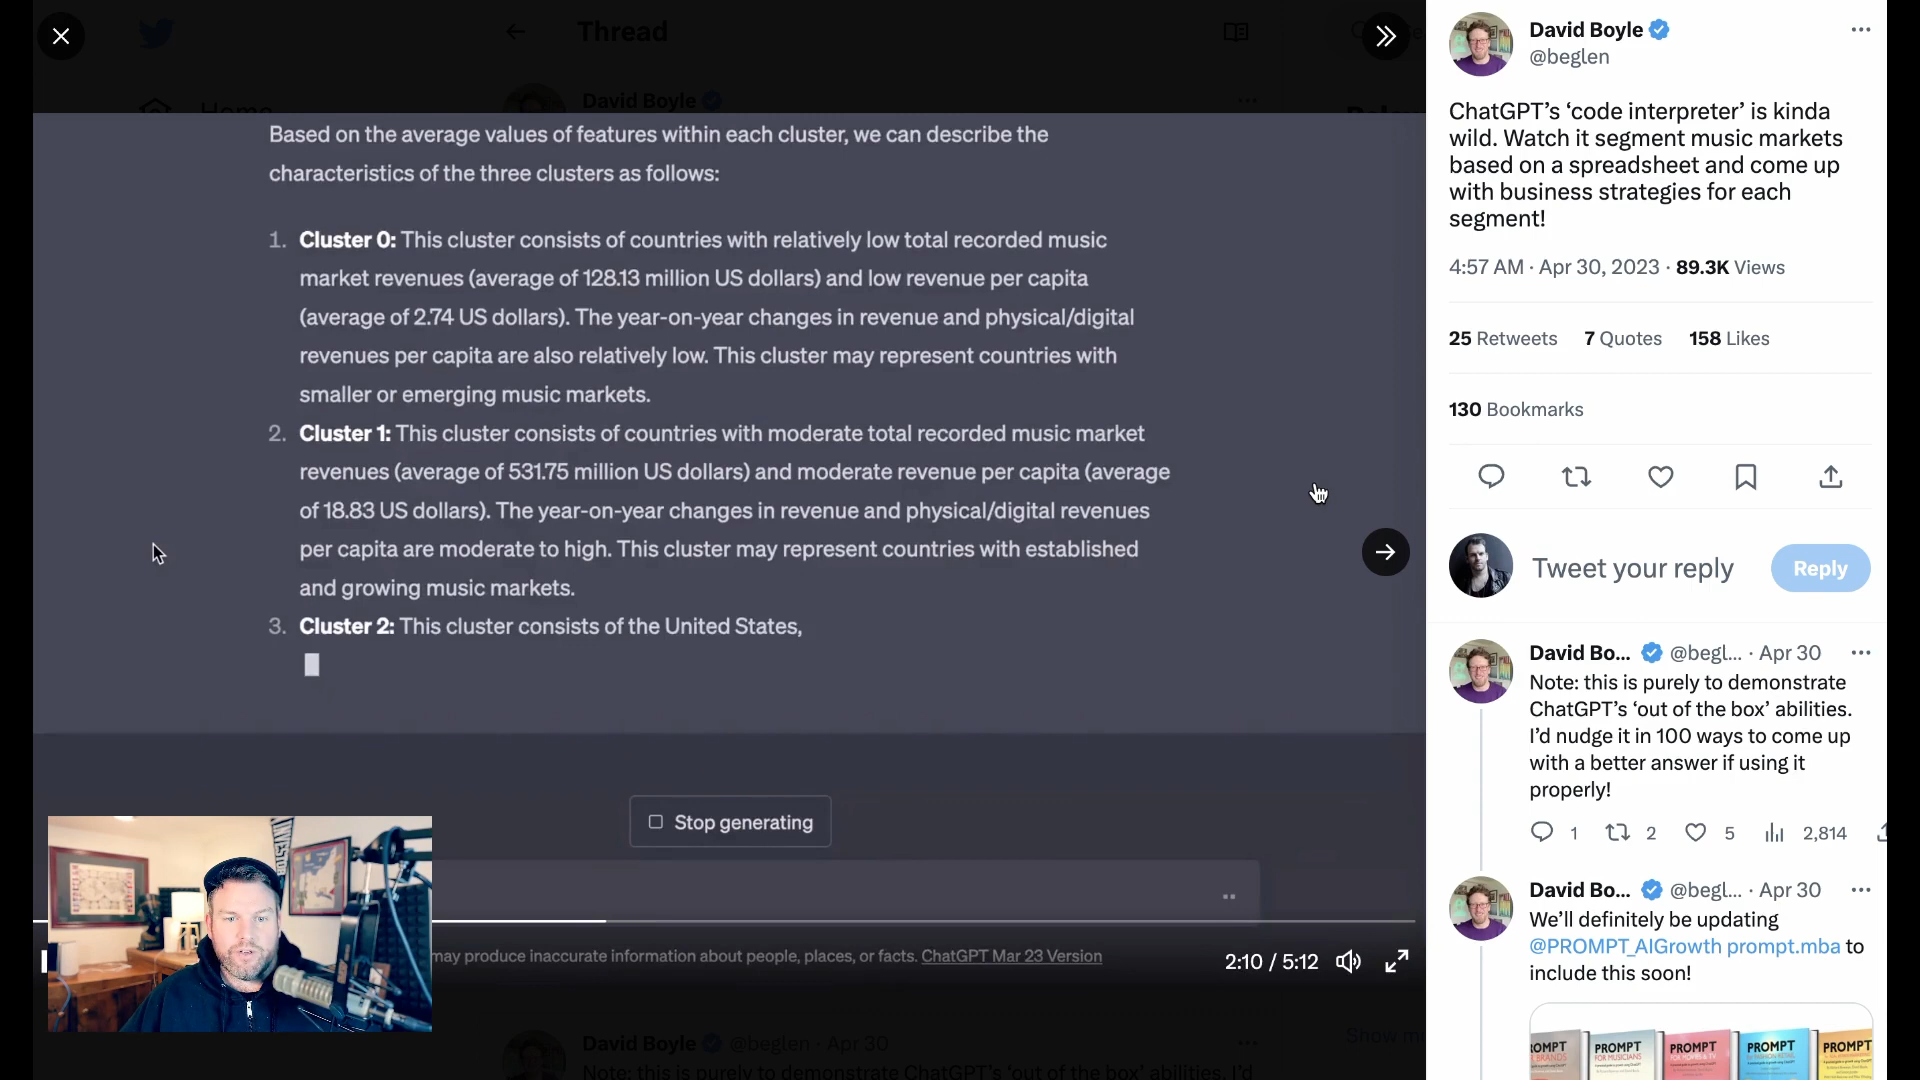 Thread
Home
David Boyle
Based on the average values of features within each cluster, we can describe the
characteristics of the three clusters as follows:
1. Cluster 0: This cluster consists of countries with relatively low total recorded music
market revenues (average of 128.13 million US dollars) and low revenue per capita
(average of 2.74 US dollars). The year-on-year changes in revenue and physical/digital
revenues per capita are also relatively low. This cluster may represent countries with
smaller or emerging music markets.
2. Cluster 1: This cluster consists of countries with moderate total recorded music market
revenues (average of 531.75 million US dollars) and moderate revenue per capita (average
of 18.83 US dollars). The year-on-year changes in revenue and physical/digital revenues
per capita are moderate to high. This cluster may represent countries with established
and growing music markets.
3. Cluster 2: This cluster consists of the United States,
Stop generating
may produce inaccurate information about people, places, or facts. ChatGPT Mar 23 Version
2:10 / 5:12
David Boyle @beglen · Apr 30
Note: this is purely to demonstrate ChatGPT's 'out of the box' abilities. I'd
David Boyle
@beglen
ChatGPT's 'code interpreter' is kinda
wild. Watch it segment music markets
based on a spreadsheet and come up
with business strategies for each
segment!
4:57 AM · Apr 30, 2023 · 89.3K Views
25 Retweets 7 Quotes 158 Likes
130 Bookmarks
Tweet your reply
Reply
David Bo... @begl... · Apr 30
Note: this is purely to demonstrate
ChatGPT's 'out of the box' abilities.
I'd nudge it in 100 ways to come up
with a better answer if using it
properly!
1 2 5 2,814
David Bo... @begl... · Apr 30
We'll definitely be updating
@PROMPT_AIGrowth prompt.mba to
include this soon!
PROMPT
FOR MUSICIANS
PROMPT
PROMPT
PROMPT